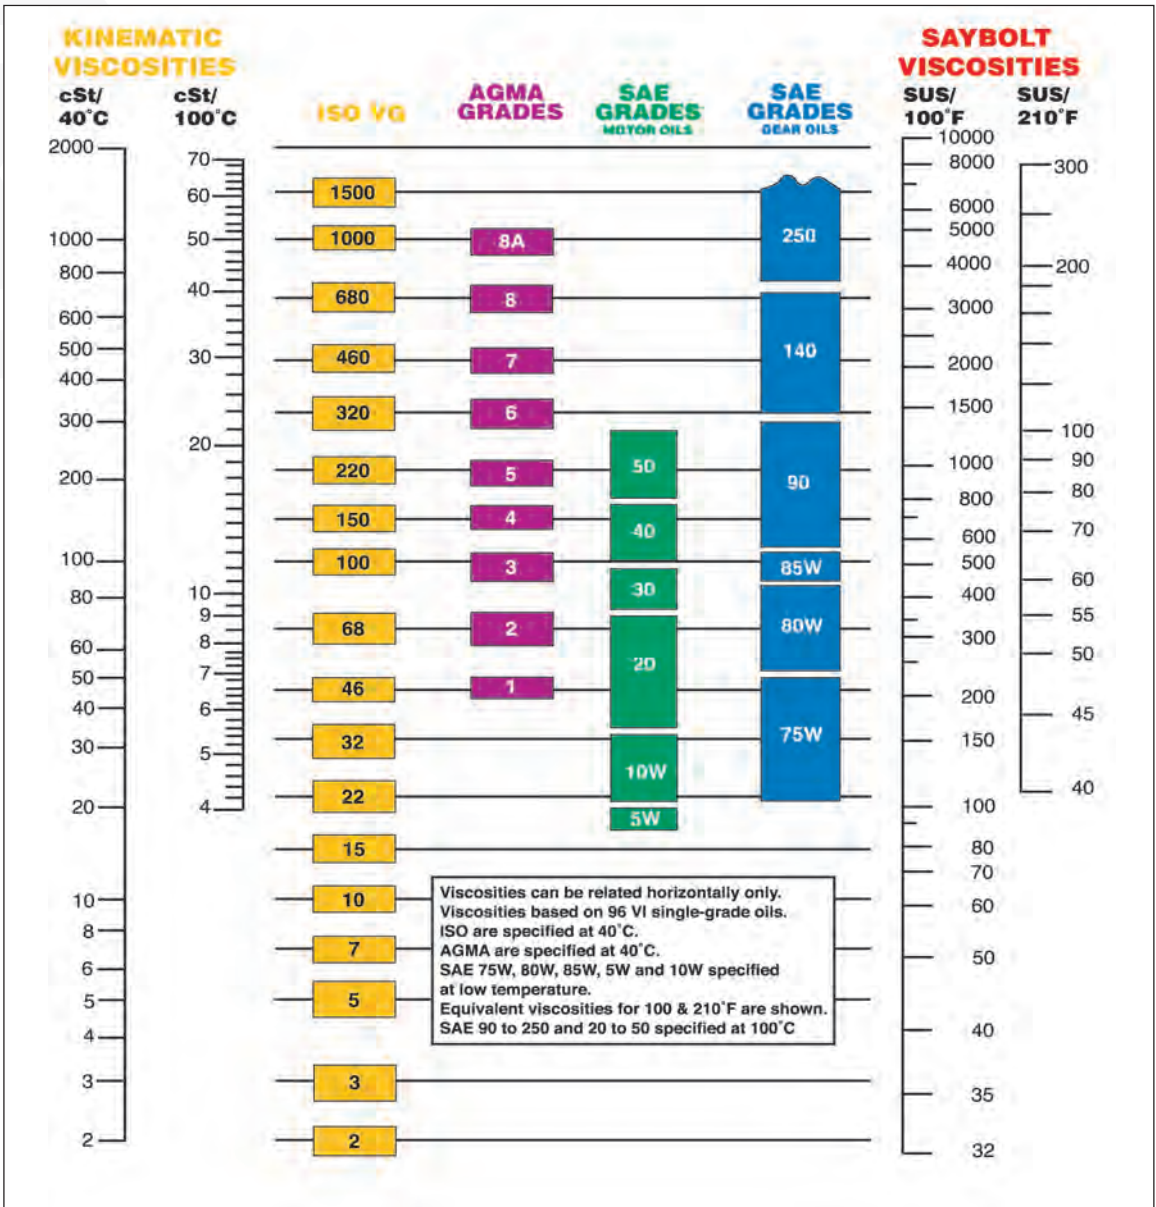 KINEMATIC
VISCOSITIES
SAYBOLT
VISCOSITIES
cSt/
40°C
cSt/
100°C
ISO VG
AGMA
GRADES
SAE
GRADES
MOTOR OILS
SAE
GRADES
GEAR OILS
SUS/
100°F
SUS/
210°F
2000
1000
800
600
500
400
300
200
100
80
60
50
40
30
20
10
8
6
5
4
3
2
70
60
50
40
30
20
10
9
8
7
6
5
4
1500
1000
680
460
320
220
150
100
68
46
32
22
15
10
7
5
3
2
8A
8
7
6
5
4
3
2
1
50
40
30
20
10W
5W
250
140
90
85W
80W
75W
10000
8000
6000
5000
4000
3000
2000
1500
1000
800
600
500
400
300
200
150
100
80
70
60
50
40
35
32
300
200
100
90
80
70
60
55
50
45
40
Viscosities can be related horizontally only.
Viscosities based on 96 VI single-grade oils.
ISO are specified at 40°C.
AGMA are specified at 40°C.
SAE 75W, 80W, 85W, 5W and 10W specified
at low temperature.
Equivalent viscosities for 100 & 210°F are shown.
SAE 90 to 250 and 20 to 50 specified at 100°C